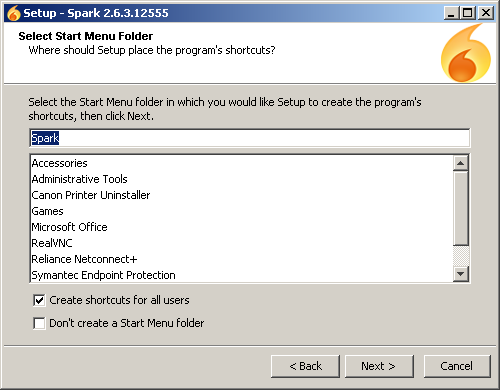 Setup - Spark 2.6.3.12555
Select Start Menu Folder
Where should Setup place the program's shortcuts?
Select the Start Menu folder in which you would like Setup to create the program's
shortcuts, then click Next.
Spark
Accessories
Administrative Tools
Canon Printer Uninstaller
Games
Microsoft Office
RealVNC
Reliance Netconnect+
Symantec Endpoint Protection
Create shortcuts for all users
Don't create a Start Menu folder
< Back
Next >
Cancel